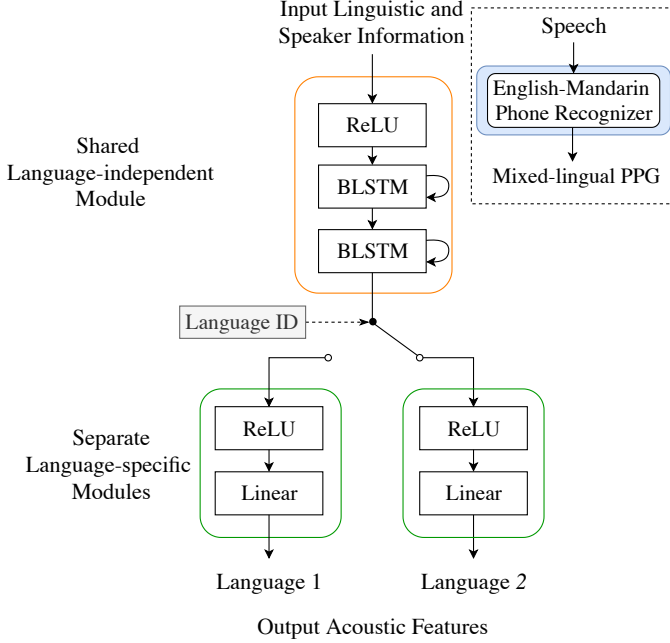 Input Linguistic and
Speaker Information
Speech
English-Mandarin
Phone Recognizer
Mixed-lingual PPG
Shared
Language-independent
Module
ReLU
BLSTM
BLSTM
Language ID
Separate
Language-specific
Modules
ReLU
Linear
ReLU
Linear
Language 1
Language 2
Output Acoustic Features